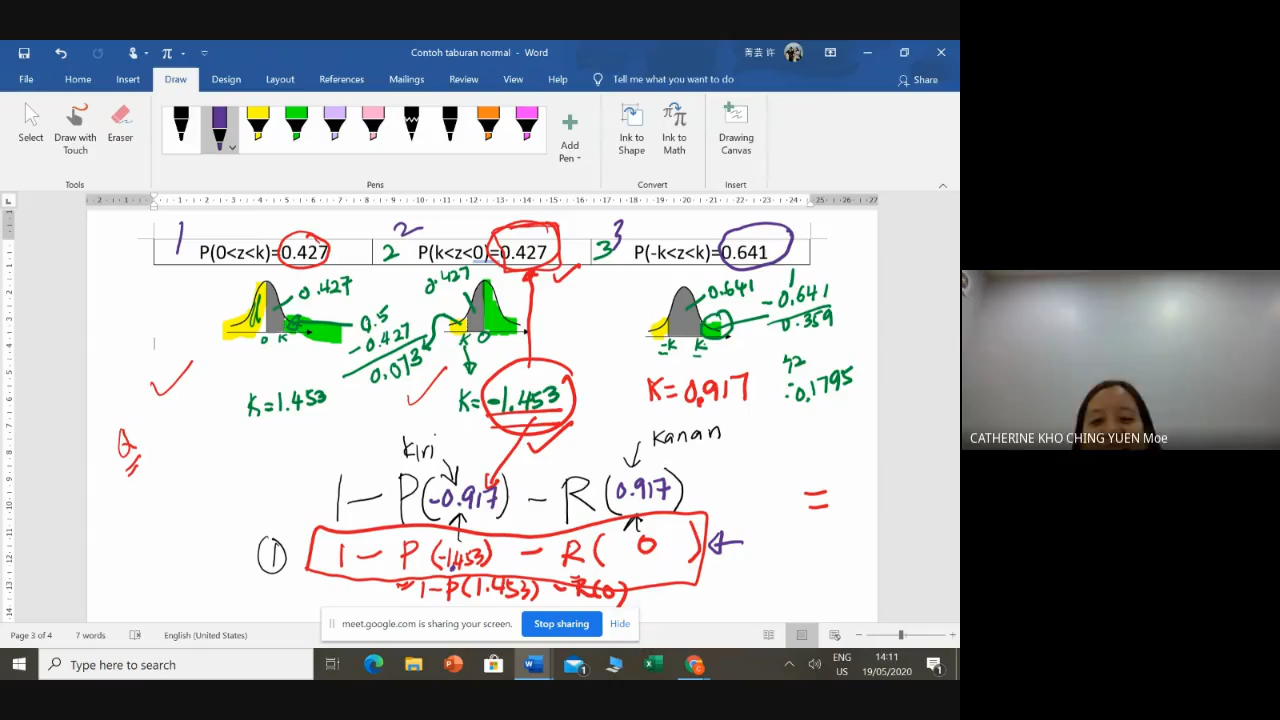 Contoh taburan normal - Word
菁芸 许
File Home Insert Draw Design Layout References Mailings Review View Help Tell me what you want to do Share
Select
Draw with Touch
Eraser
Add Pen
Ink to Shape
Ink to Math
Drawing Canvas
Tools Pens Convert Insert
1 2 3
P(0<z<k)=0.427 2 P(k<z<0)=0.427 3 P(-k<z<k)=0.641
0.427 0.427 0.641
0.5
-0.427
0.073
1
-0.641
0.359
÷2
∴0.1795
0 K K 0 -K K
K=1.453 K=-1.453 K=0.917
Q
Kiri Kanan
1-P(-0.917) - R(0.917) =
① 1-P(-1.453) - R( 0 )
=1-P(1.453) - R(0)
meet.google.com is sharing your screen. Stop sharing Hide
Page 3 of 4 7 words English (United States)
Type here to search
ENG US
14:11
19/05/2020
CATHERINE KHO CHING YUEN Moe